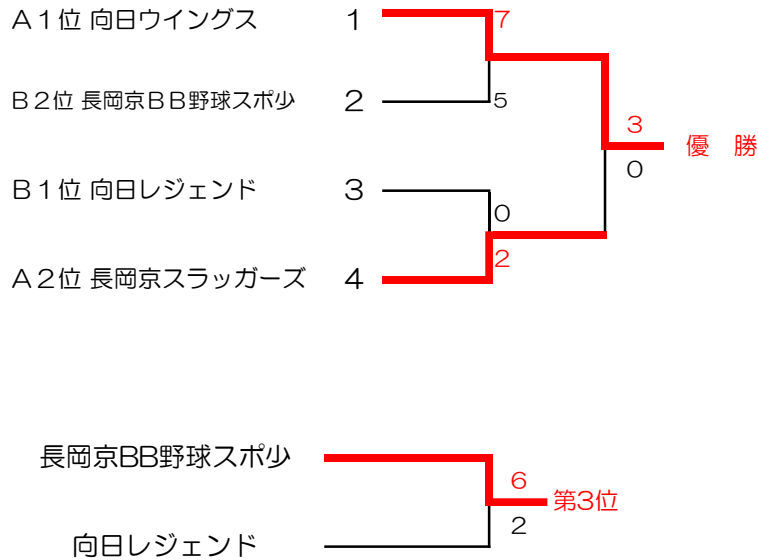 A1位 向日ウイングス 1 7
B2位 長岡京BB野球スポ少 2 5
3 優 勝
0
B1位 向日レジェンド 3 0
A2位 長岡京スラッガーズ 4 2
長岡京BB野球スポ少 6
第3位
向日レジェンド 2